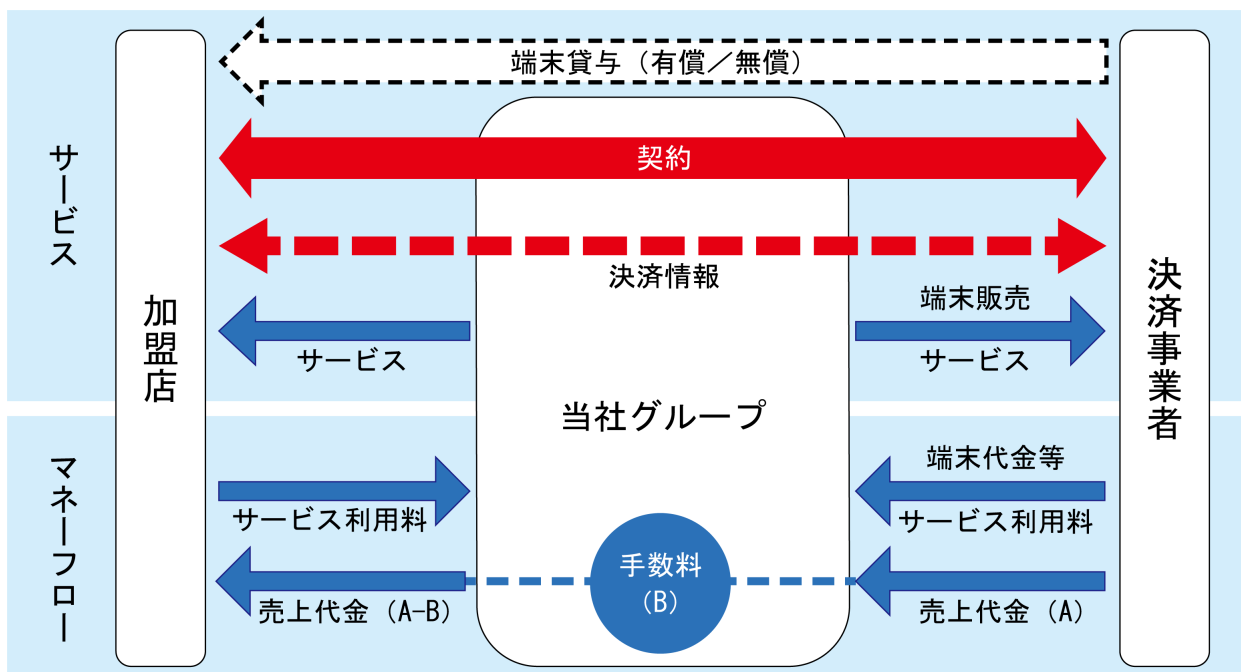 端末貸与（有償／無償）
契約
決済情報
サービス
端末販売
サービス
サービス
加盟店
当社グループ
決済事業者
マネーフロー
サービス利用料
端末代金等
サービス利用料
手数料
（B）
売上代金（A-B）
売上代金（A）